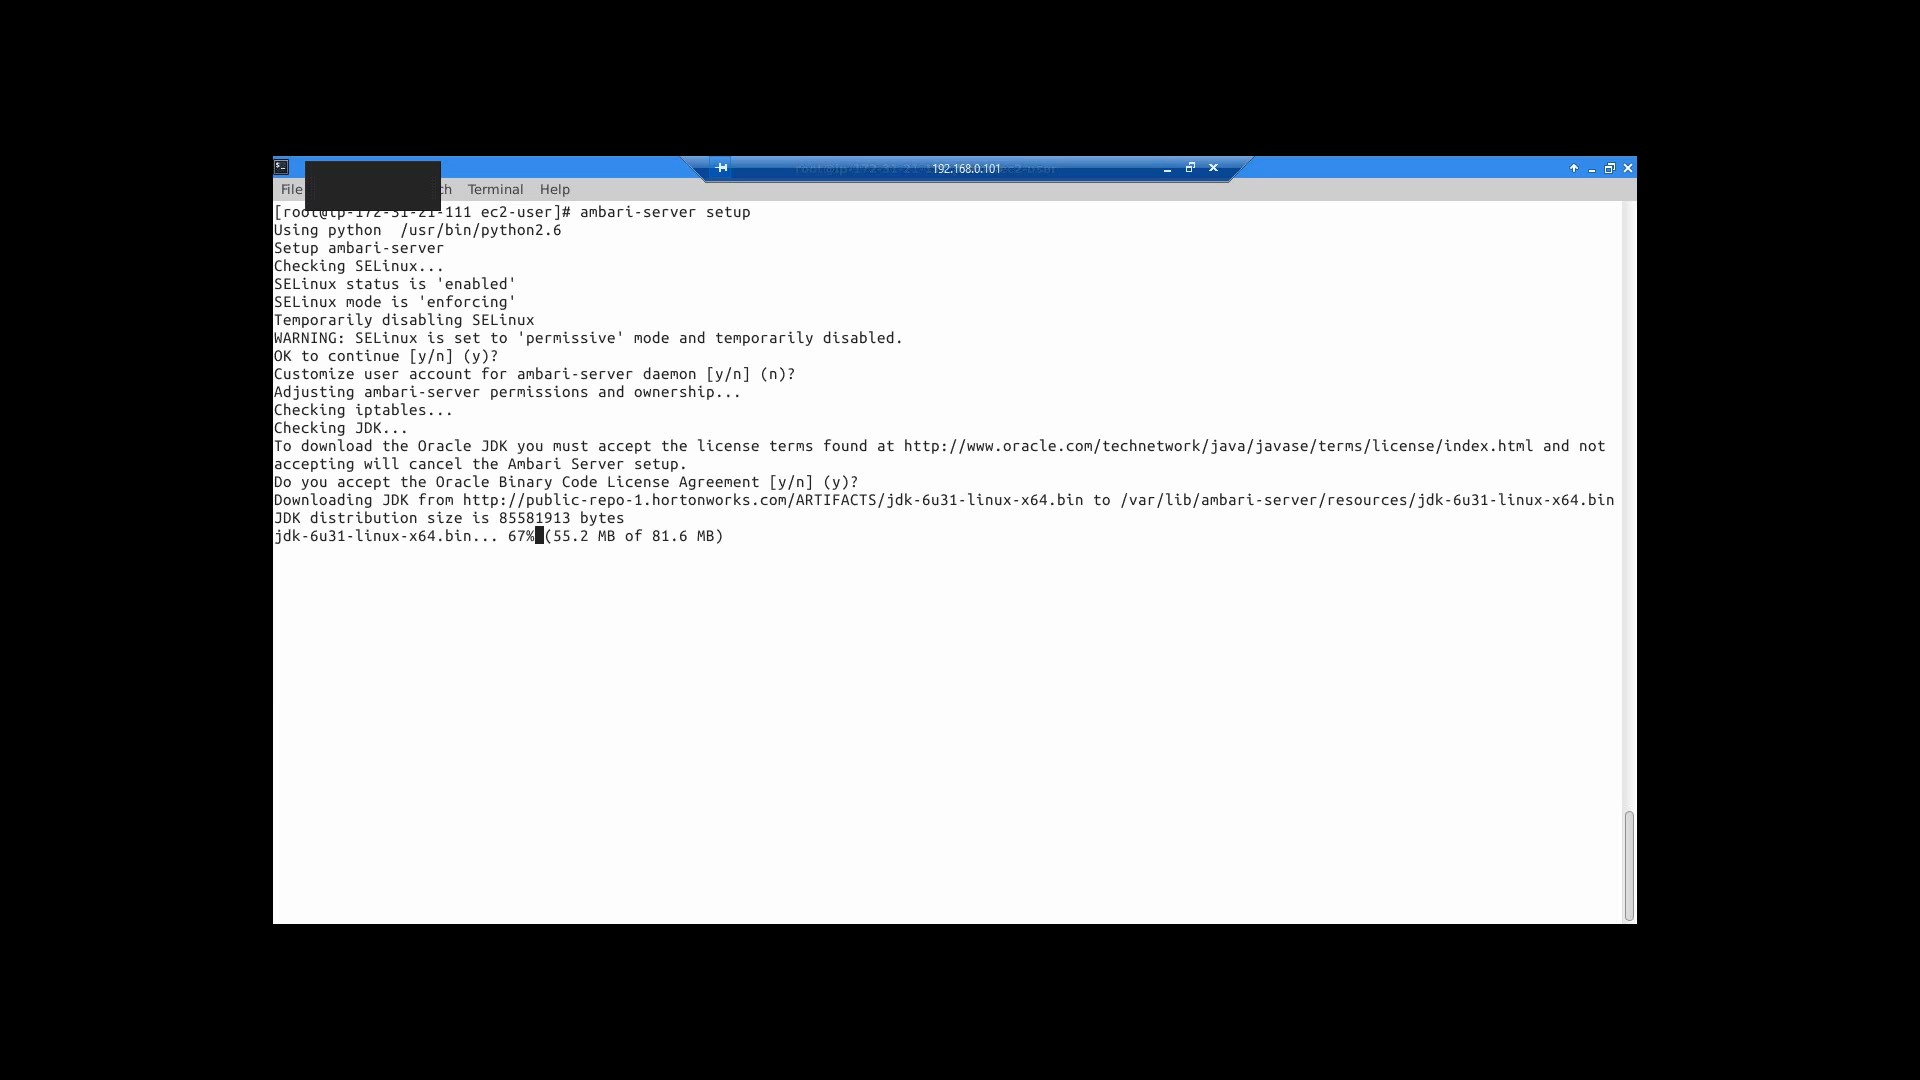 192.168.0.101
File Terminal Help
[root@ip-172-31-21-111 ec2-user]# ambari-server setup
Using python  /usr/bin/python2.6
Setup ambari-server
Checking SELinux...
SELinux status is 'enabled'
SELinux mode is 'enforcing'
Temporarily disabling SELinux
WARNING: SELinux is set to 'permissive' mode and temporarily disabled.
OK to continue [y/n] (y)?
Customize user account for ambari-server daemon [y/n] (n)?
Adjusting ambari-server permissions and ownership...
Checking iptables...
Checking JDK...
To download the Oracle JDK you must accept the license terms found at http://www.oracle.com/technetwork/java/javase/terms/license/index.html and not
accepting will cancel the Ambari Server setup.
Do you accept the Oracle Binary Code License Agreement [y/n] (y)?
Downloading JDK from http://public-repo-1.hortonworks.com/ARTIFACTS/jdk-6u31-linux-x64.bin to /var/lib/ambari-server/resources/jdk-6u31-linux-x64.bin
JDK distribution size is 85581913 bytes
jdk-6u31-linux-x64.bin... 67% (55.2 MB of 81.6 MB)